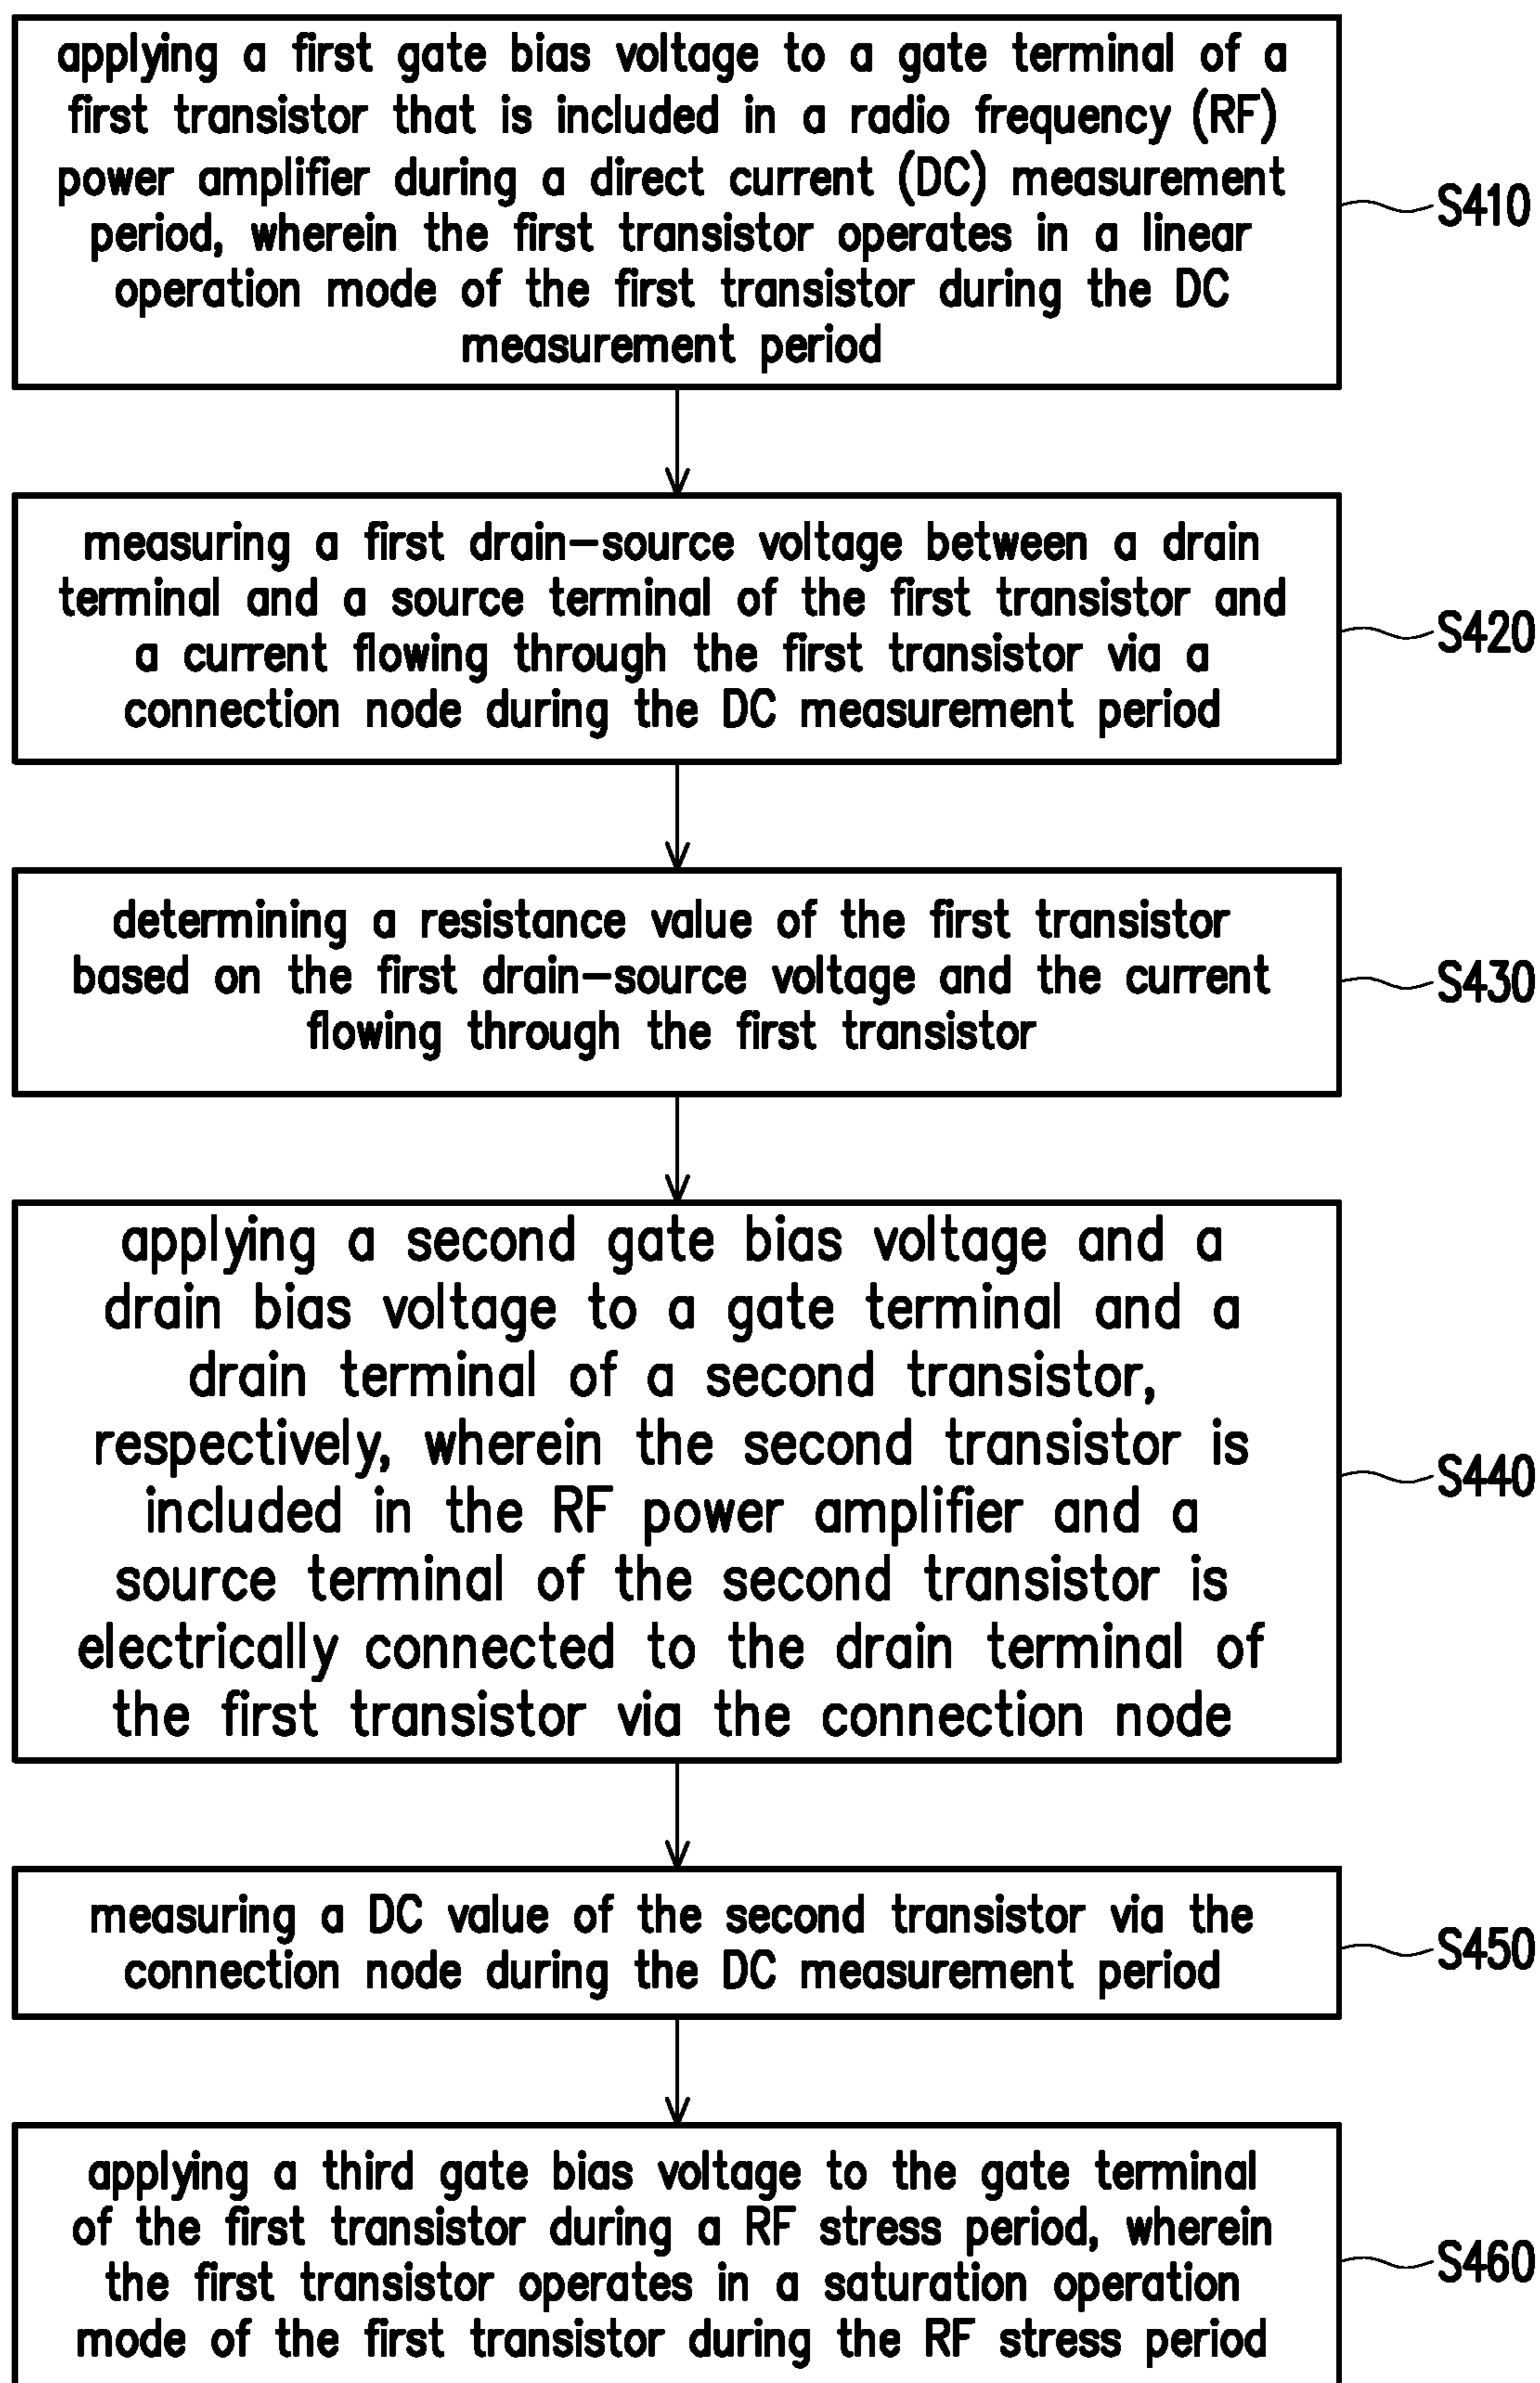 applying a first gate bias voltage to a gate terminal of a
first transistor that is included in a radio frequency (RF)
power amplifier during a direct current (DC) measurement
period, wherein the first transistor operates in a linear
operation mode of the first transistor during the DC
measurement period
S410
measuring a first drain-source voltage between a drain
terminal and a source terminal of the first transistor and
a current flowing through the first transistor via a
connection node during the DC measurement period
S420
determining a resistance value of the first transistor
based on the first drain-source voltage and the current
flowing through the first transistor
S430
applying a second gate bias voltage and a
drain bias voltage to a gate terminal and a
drain terminal of a second transistor,
respectively, wherein the second transistor is
included in the RF power amplifier and a
source terminal of the second transistor is
electrically connected to the drain terminal of
the first transistor via the connection node
S440
measuring a DC value of the second transistor via the
connection node during the DC measurement period
S450
applying a third gate bias voltage to the gate terminal
of the first transistor during a RF stress period, wherein
the first transistor operates in a saturation operation
mode of the first transistor during the RF stress period
S460